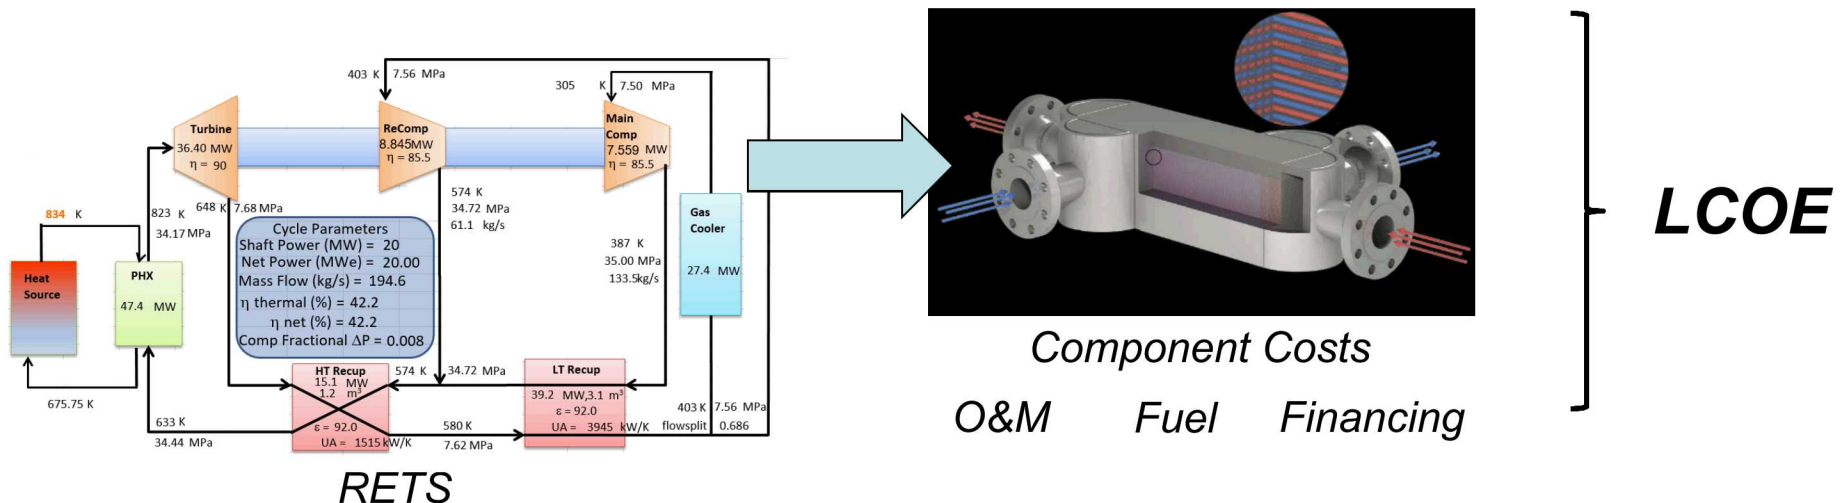 403 K 7.56 MPa
305 K 7.50 MPa
Turbine
36.40 MW
η = 90
ReComp
8.845MW
η = 85.5
Main
Comp
7.559 MW
η = 85.5
834 K
823 K
34.17 MPa
648 K 7.68 MPa
574 K
34.72 MPa
61.1 kg/s
Gas
Cooler
27.4 MW
387 K
35.00 MPa
133.5kg/s
Heat
Source
PHX
47.4 MW
Cycle Parameters
Shaft Power (MW) = 20
Net Power (MWe) = 20.00
Mass Flow (kg/s) = 194.6
η thermal (%) = 42.2
η net (%) = 42.2
Comp Fractional ΔP = 0.008
HT Recup
15.1 MW
1.2 m³
ε = 92.0
UA = 1515 kW/K
574 K 34.72 MPa
LT Recup
39.2 MW,3.1 m³
ε = 92.0
UA = 3945 kW/K
403 K 7.56 MPa
flowsplit 0.686
675.75 K
633 K
34.44 MPa
580 K
7.62 MPa
RETS
Component Costs
O&M Fuel Financing
LCOE